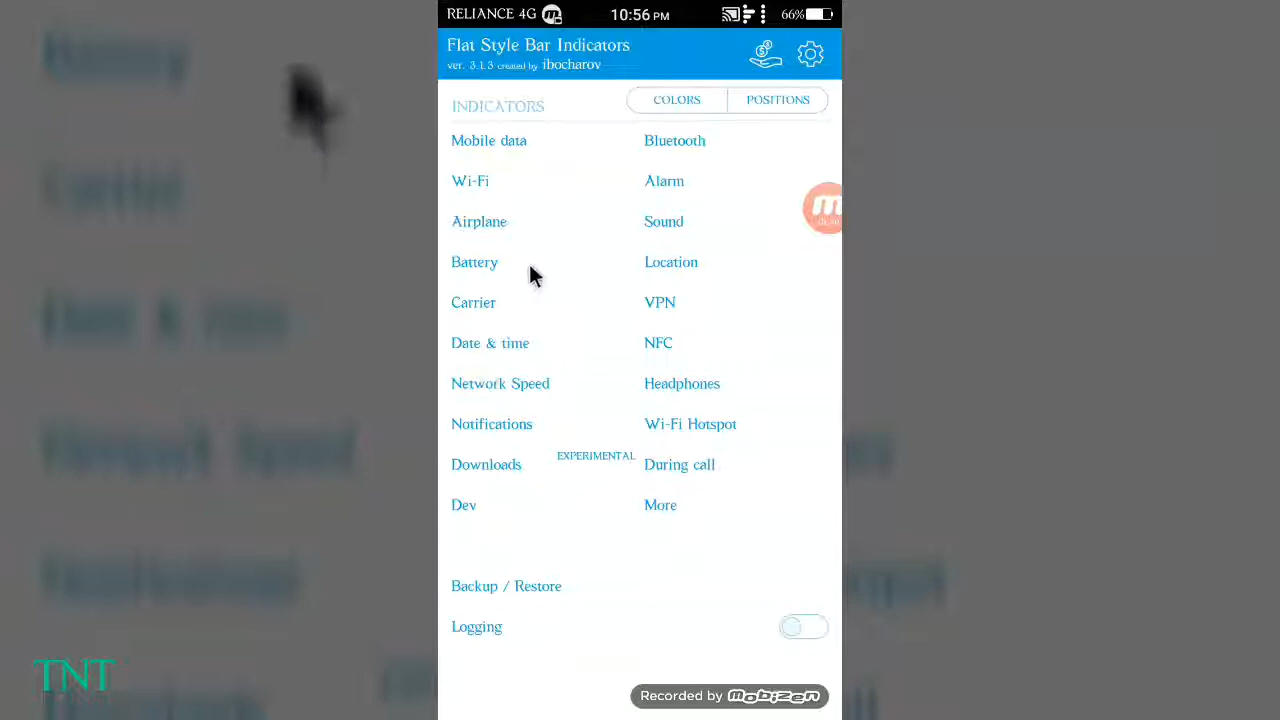 RELIANCE 4G 10:56 PM 66%
Flat Style Bar Indicators
ver. 3.1.3 created by ibocharov
INDICATORS COLORS POSITIONS
Mobile data Bluetooth
Wi-Fi Alarm
Airplane Sound
Battery Location
Carrier VPN
Date & time NFC
Network Speed Headphones
Notifications Wi-Fi Hotspot
EXPERIMENTAL
Downloads During call
Dev More
Backup / Restore
Logging
TNT
Recorded by mobizen